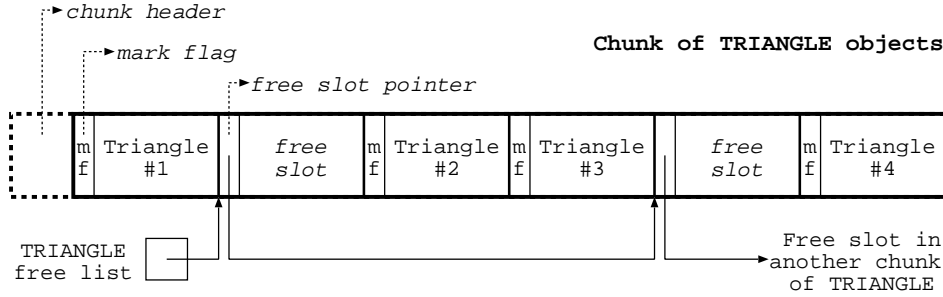 chunk header
mark flag
Chunk of TRIANGLE objects
free slot pointer
m f
Triangle #1
free slot
m f
Triangle #2
m f
Triangle #3
free slot
m f
Triangle #4
TRIANGLE
free list
Free slot in
another chunk
of TRIANGLE